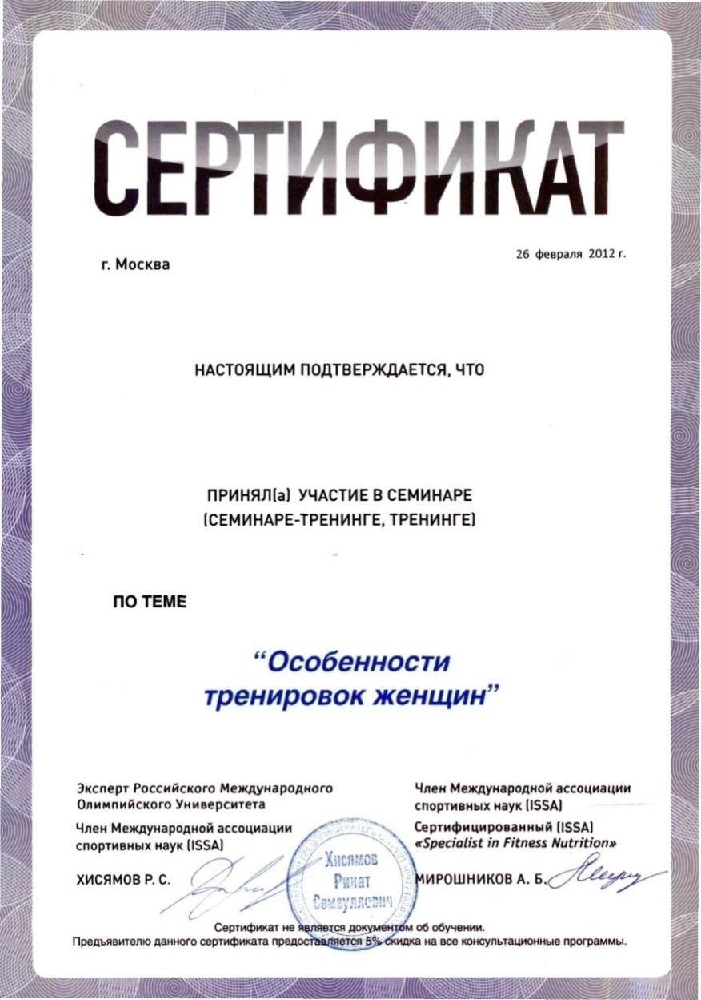 СЕРТИФИКАТ
г. Москва
26 февраля 2012 г.
НАСТОЯЩИМ ПОДТВЕРЖДАЕТСЯ, ЧТО
ПРИНЯЛ(а) УЧАСТИЕ В СЕМИНАРЕ
(СЕМИНАРЕ-ТРЕНИНГЕ, ТРЕНИНГЕ)
ПО ТЕМЕ
“Особенности
тренировок женщин”
Эксперт Российского Международного
Олимпийского Университета
Член Международной ассоциации
спортивных наук (ISSA)
ХИСЯМОВ Р. С.
Член Международной ассоциации
спортивных наук (ISSA)
Сертифицированный (ISSA)
«Specialist in Fitness Nutrition»
МИРОШНИКОВ А. Б.
Хисямов
Ринат
Сертификат не является документом об обучении.
Предъявителю данного сертификата предоставляется 5% скидка на все консультационные программы.